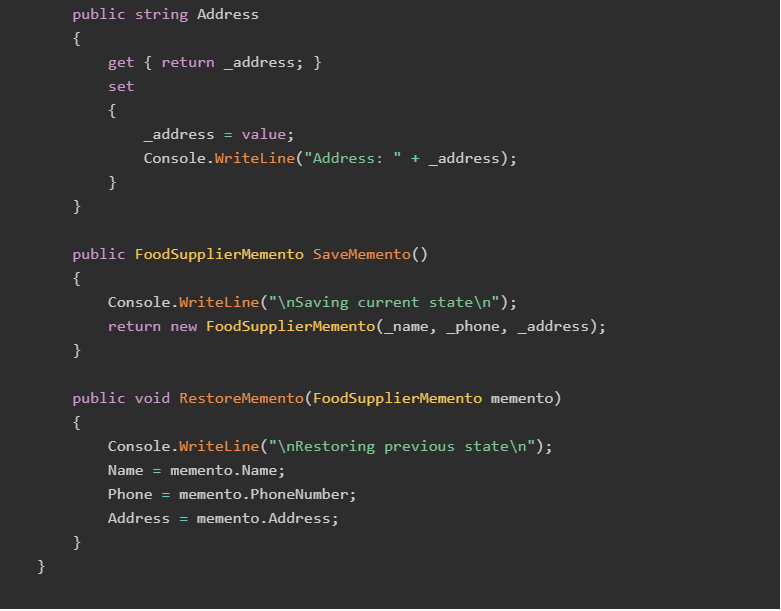 public string Address
{
get { return _address; }
set
{
_address = value;
Console.WriteLine("Address: " + _address);
}
}
public FoodSupplierMemento SaveMemento()
{
Console.WriteLine("\nSaving current state\n");
return new FoodSupplierMemento(_name, _phone, _address);
}
public void RestoreMemento(FoodSupplierMemento memento)
{
Console.WriteLine("\nRestoring previous state\n");
Name = memento.Name;
Phone = memento.PhoneNumber;
Address = memento.Address;
}
}